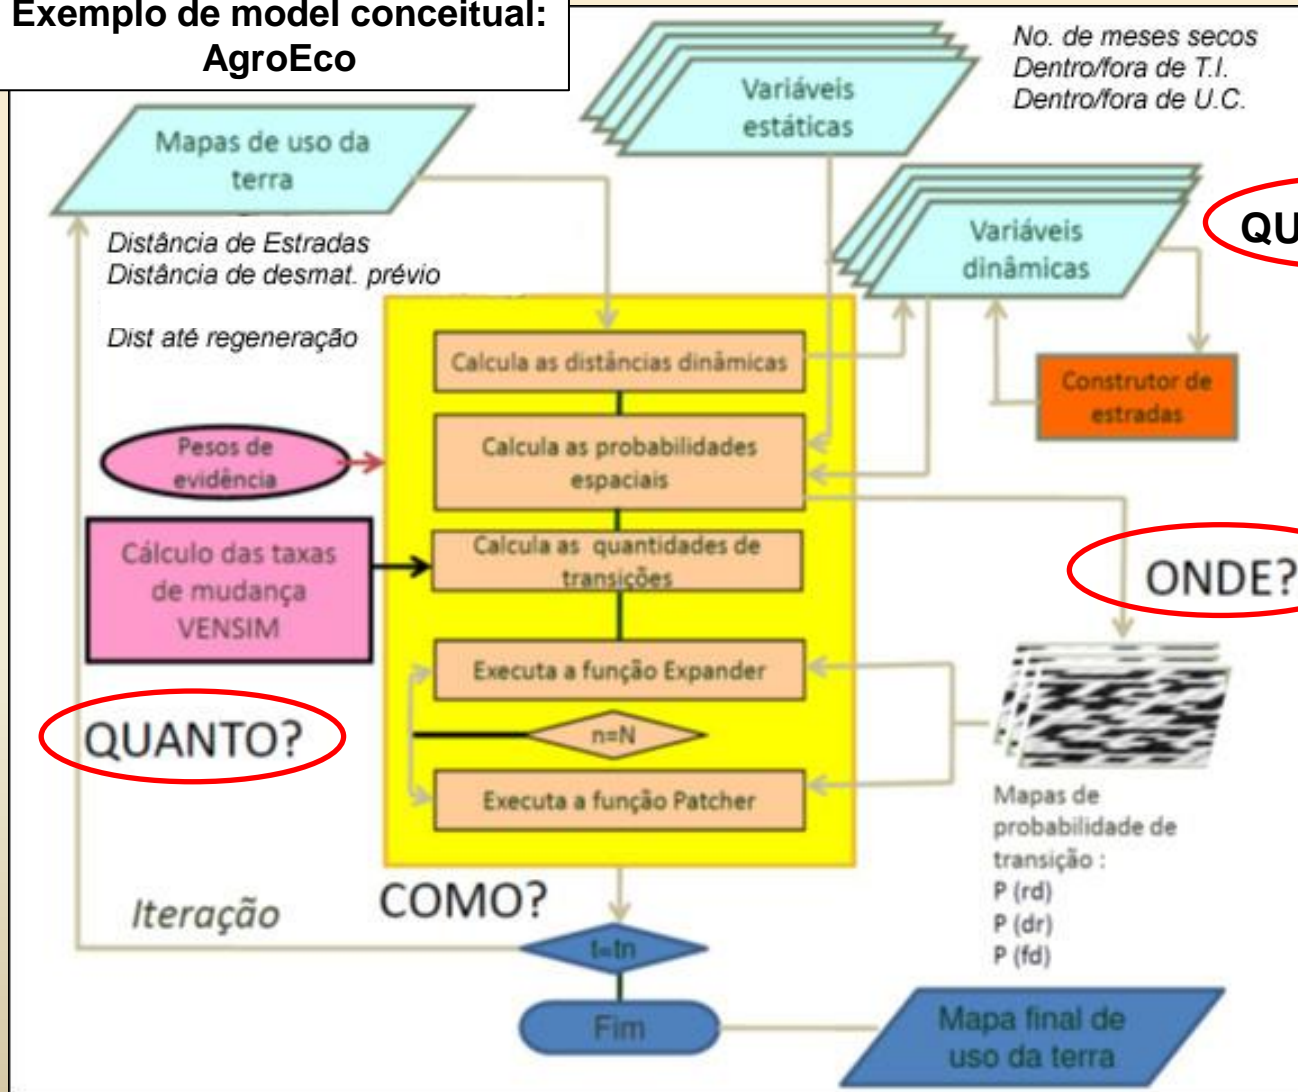 Exemplo de model conceitual:
AgroEco
No. de meses secos
Dentro/fora de T.I.
Dentro/fora de U.C.
Variáveis
estáticas
Mapas de uso da
terra
Variáveis
dinâmicas
QU
Distância de Estradas
Distância de desmat. prévio
Dist até regeneração
Calcula as distâncias dinâmicas
Construtor de
estradas
Pesos de
evidência
Calcula as probabilidades
espaciais
Cálculo das taxas
de mudança
VENSIM
Calcula as quantidades de
transições
ONDE?
Executa a função Expander
QUANTO?
n=N
Executa a função Patcher
Mapas de
probabilidade de
transição :
P (rd)
P (dr)
P (fd)
Iteração
COMO?
t=tn
Fim
Mapa final de
uso da terra